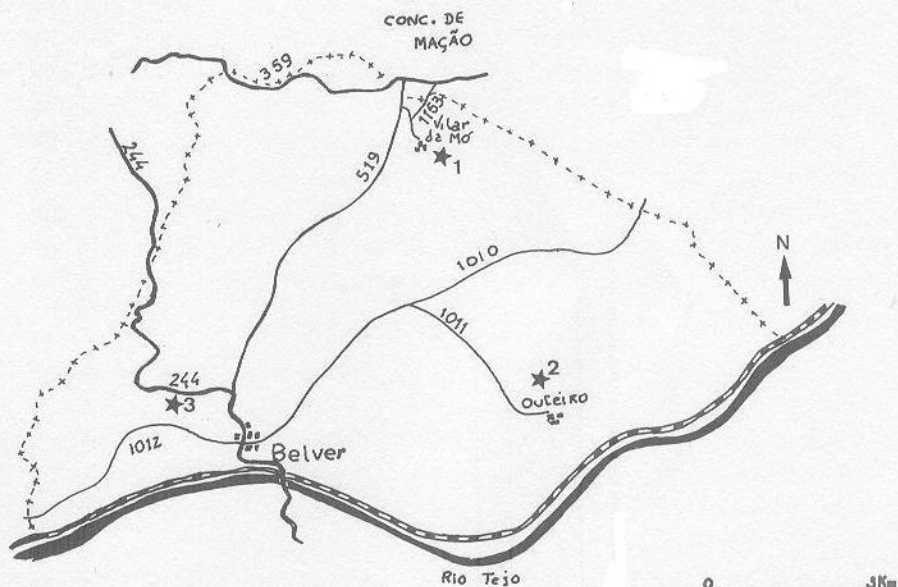 CONC. DE
MAÇÃO
359
1163
Vilar
da Mó
1
244
519
N
1010
1011
2
Outeiro
244
3
1012
Belver
Rio Tejo
0
3Km